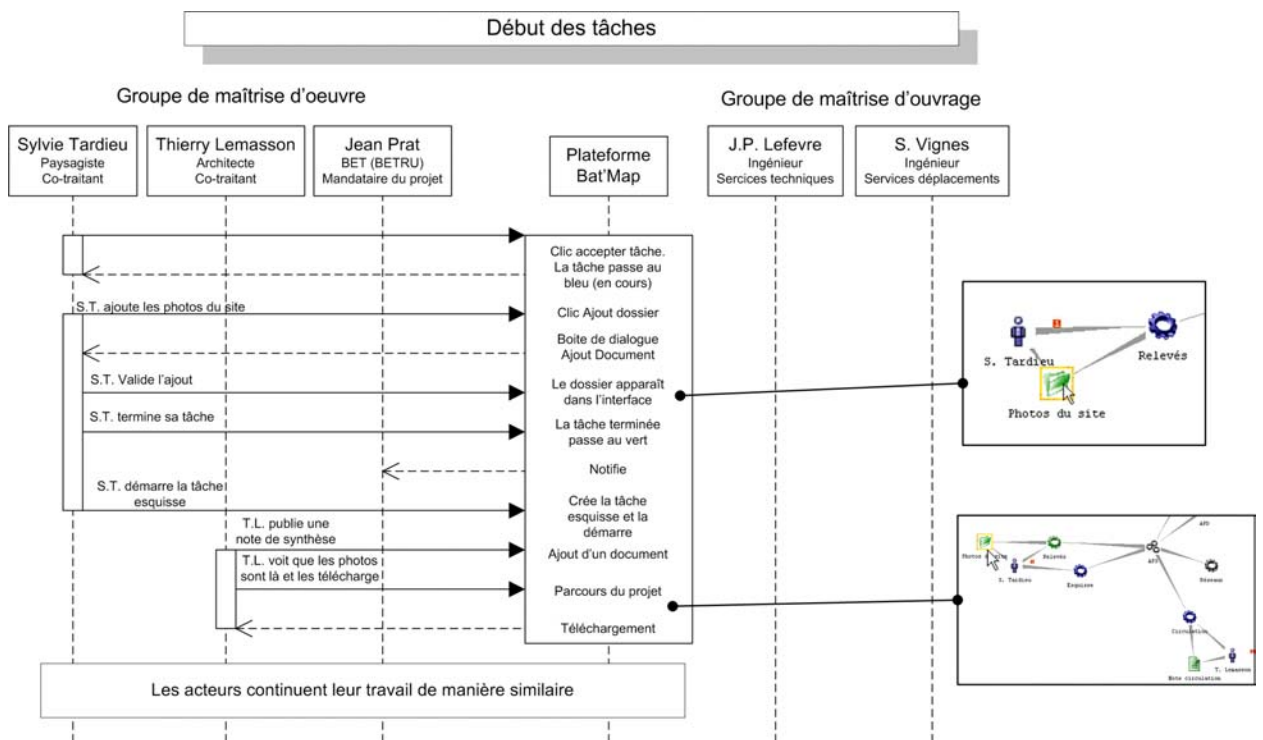 Début des tâches
Groupe de maîtrise d'oeuvre
Groupe de maîtrise d'ouvrage
Sylvie Tardieu
Paysagiste
Co-traitant
Thierry Lemasson
Architecte
Co-traitant
Jean Prat
BET (BETRU)
Mandataire du projet
Plateforme
Bat'Map
J.P. Lefevre
Ingénieur
Sercices techniques
S. Vignes
Ingénieur
Services déplacements
Clic accepter tâche.
La tâche passe au
bleu (en cours)
S.T. ajoute les photos du site
Clic Ajout dossier
Boite de dialogue
Ajout Document
S.T. Valide l'ajout
Le dossier apparaît
dans l'interface
S.T. termine sa tâche
La tâche terminée
passe au vert
Notifie
S.T. démarre la tâche
esquisse
Crée la tâche
esquisse et la
démarre
T.L. publie une
note de synthèse
Ajout d'un document
T.L. voit que les photos
sont là et les télécharge
Parcours du projet
Téléchargement
Les acteurs continuent leur travail de manière similaire
S. Tardieu
Relevés
Photos du site
APD
Photos du site
Relevés
S. Tardieu
Esquisse
Réseaux
Circulation
T. Lemasson
Note circulation